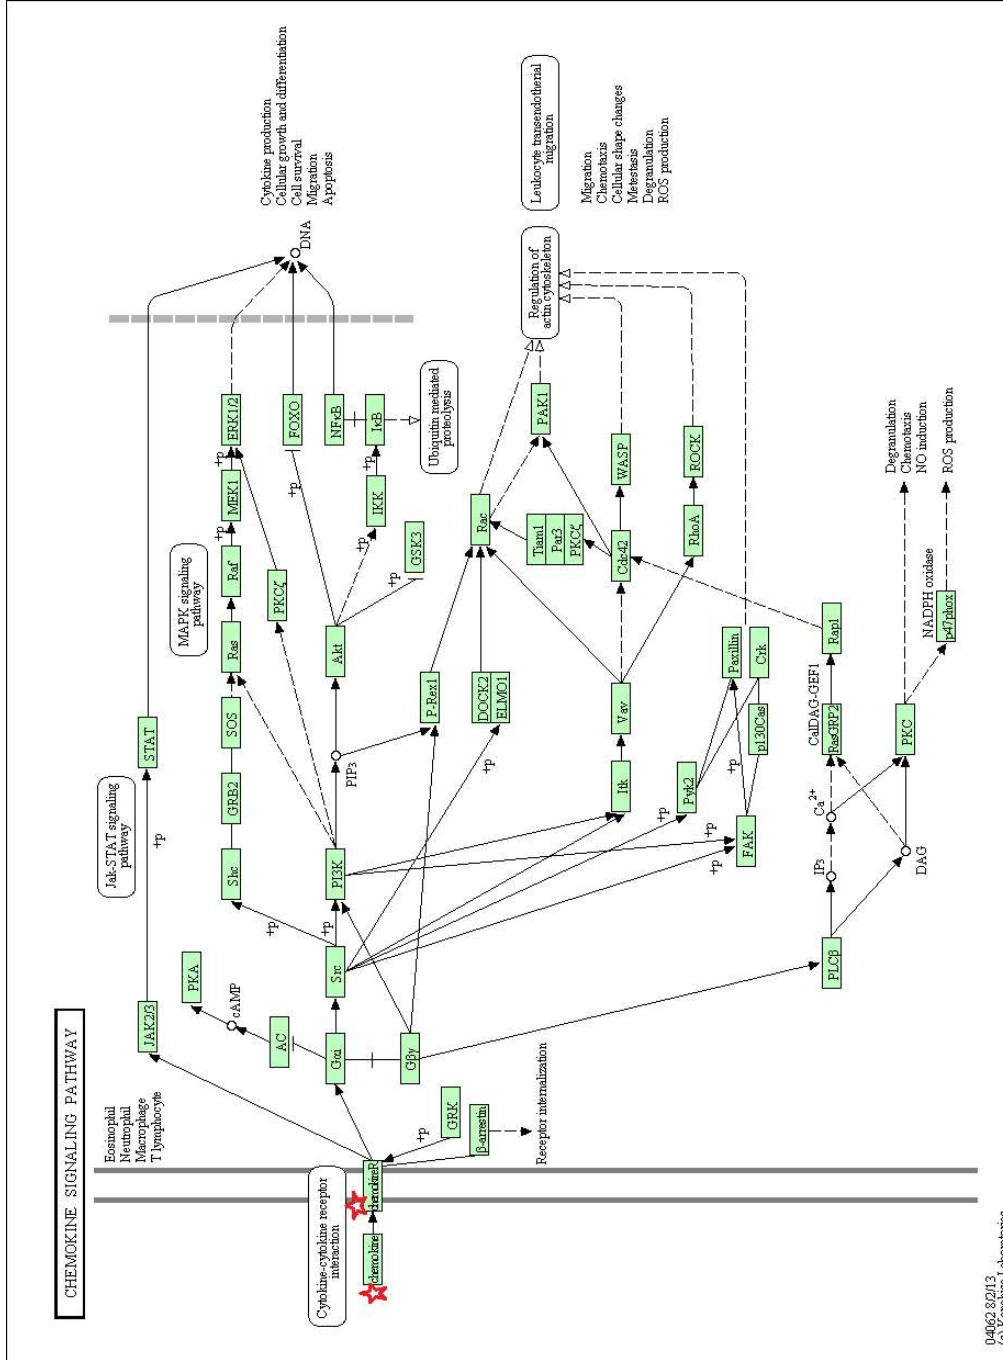 CHEMOKINE SIGNALING PATHWAY
Eosinophil
Neutrophil
Macrophage
T lymphocyte
Cytokine-cytokine receptor
interaction
chemokine
chemokineR
GRK
+p
β-arrestin
Receptor internalization
Jak-STAT signaling
pathway
JAK2/3
+p
STAT
PKA
cAMP
AC
Gαi
Gβγ
Src
+p
+p
Shc
GRB2
SOS
Ras
Raf
+p
MEK1
+p
ERK1/2
MAPK signaling
pathway
PKCζ
PI3K
PIP3
Akt
+p
FOXO
NFκB
IκB
+p
IKK
+p
GSK3
+p
Ubiquitin mediated
proteolysis
DNA
Cytokine production
Cellular growth and differentiation
Cell survival
Migration
Apoptosis
P-Rex1
DOCK2
ELMO1
+p
Rac
Tiam1
Par3
PKCζ
PAK1
Itk
Vav
Cdc42
WASP
RhoA
ROCK
Regulation of
actin cytoskeleton
Leukocyte transendotherial
migration
Migration
Chemotaxis
Cellular shape changes
Metestasis
Degranulation
ROS production
+p
Pyk2
+p
+p
FAK
+p
Paxillin
p130Cas
Crk
PLCβ
IP3
Ca2+
DAG
CalDAG-GEF1
RasGRP2
Rap1
PKC
NADPH oxidase
p47phox
Degranulation
Chemotaxis
NO induction
ROS production
04062 8/2/13
(c) Kanehisa Laboratories